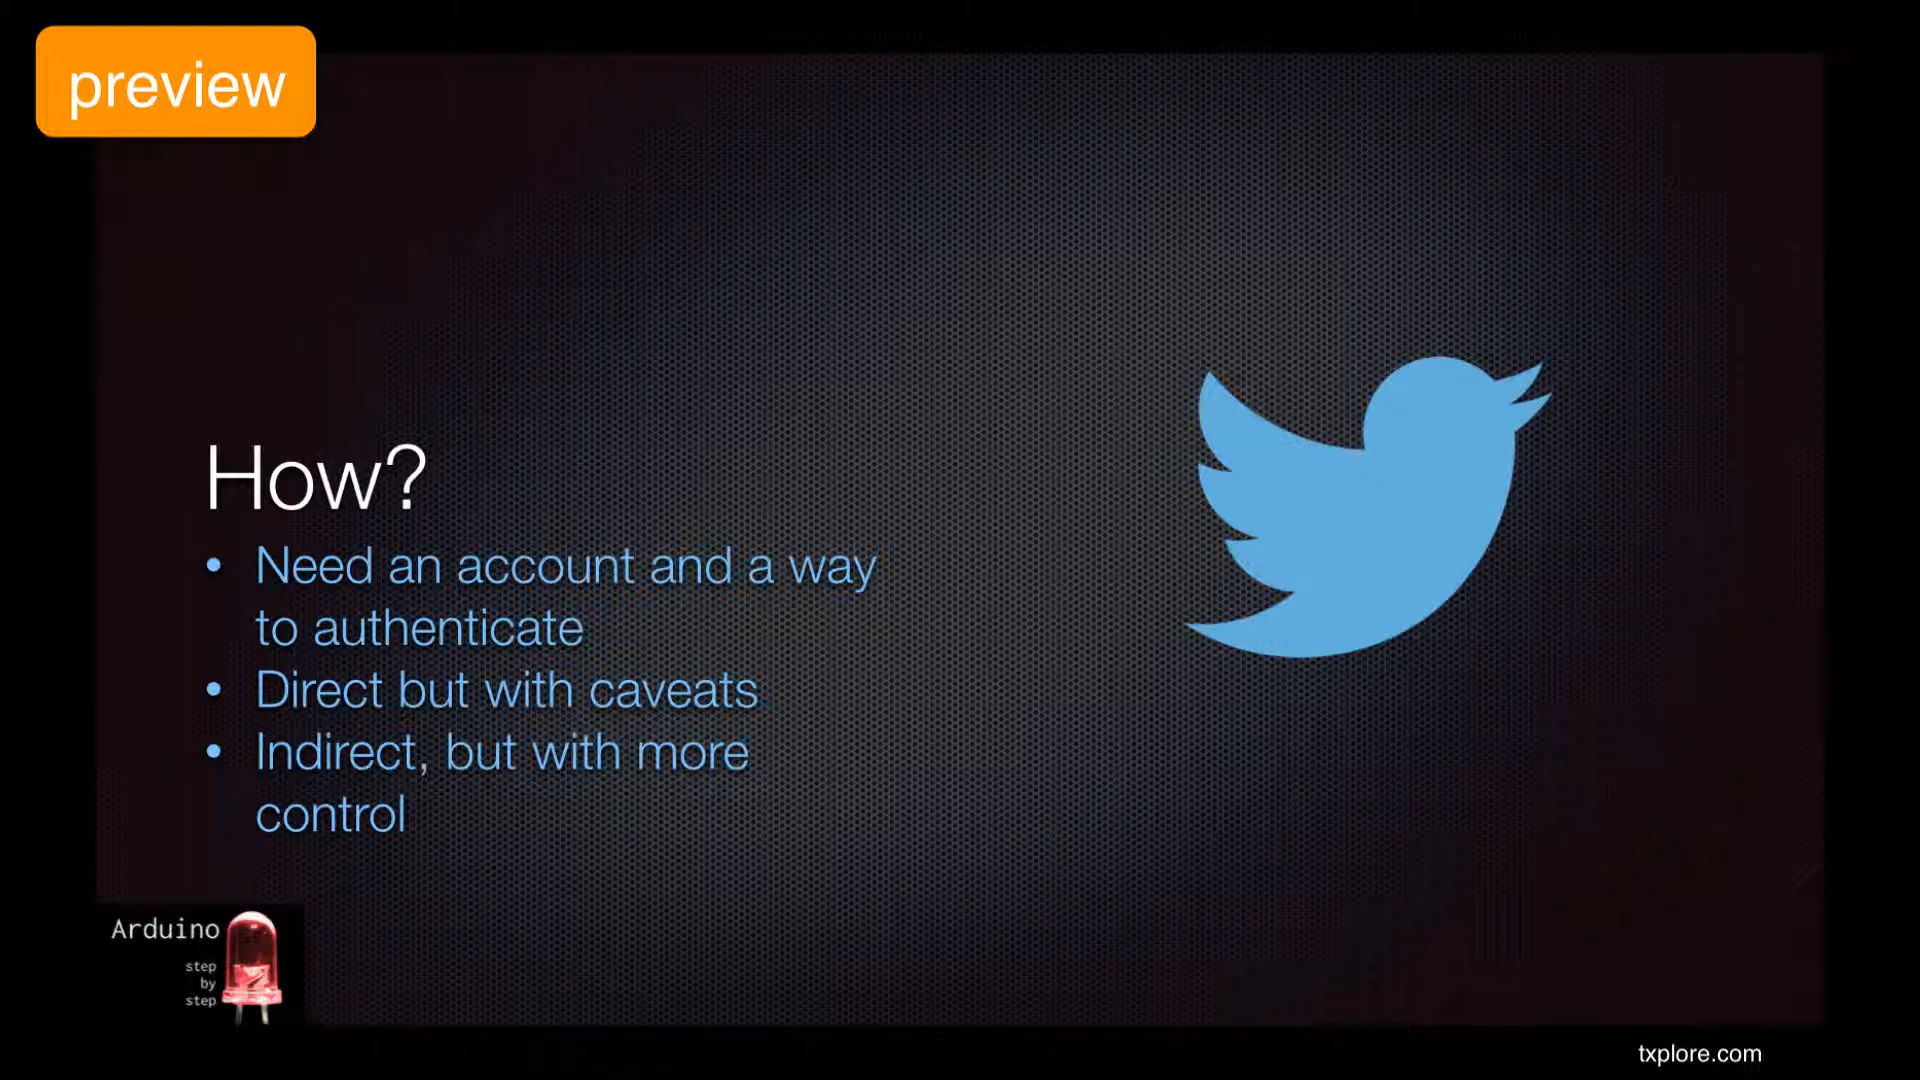 preview
How?
• Need an account and a way
to authenticate
• Direct but with caveats
• Indirect, but with more
control
Arduino
step
by
step
txplore.com